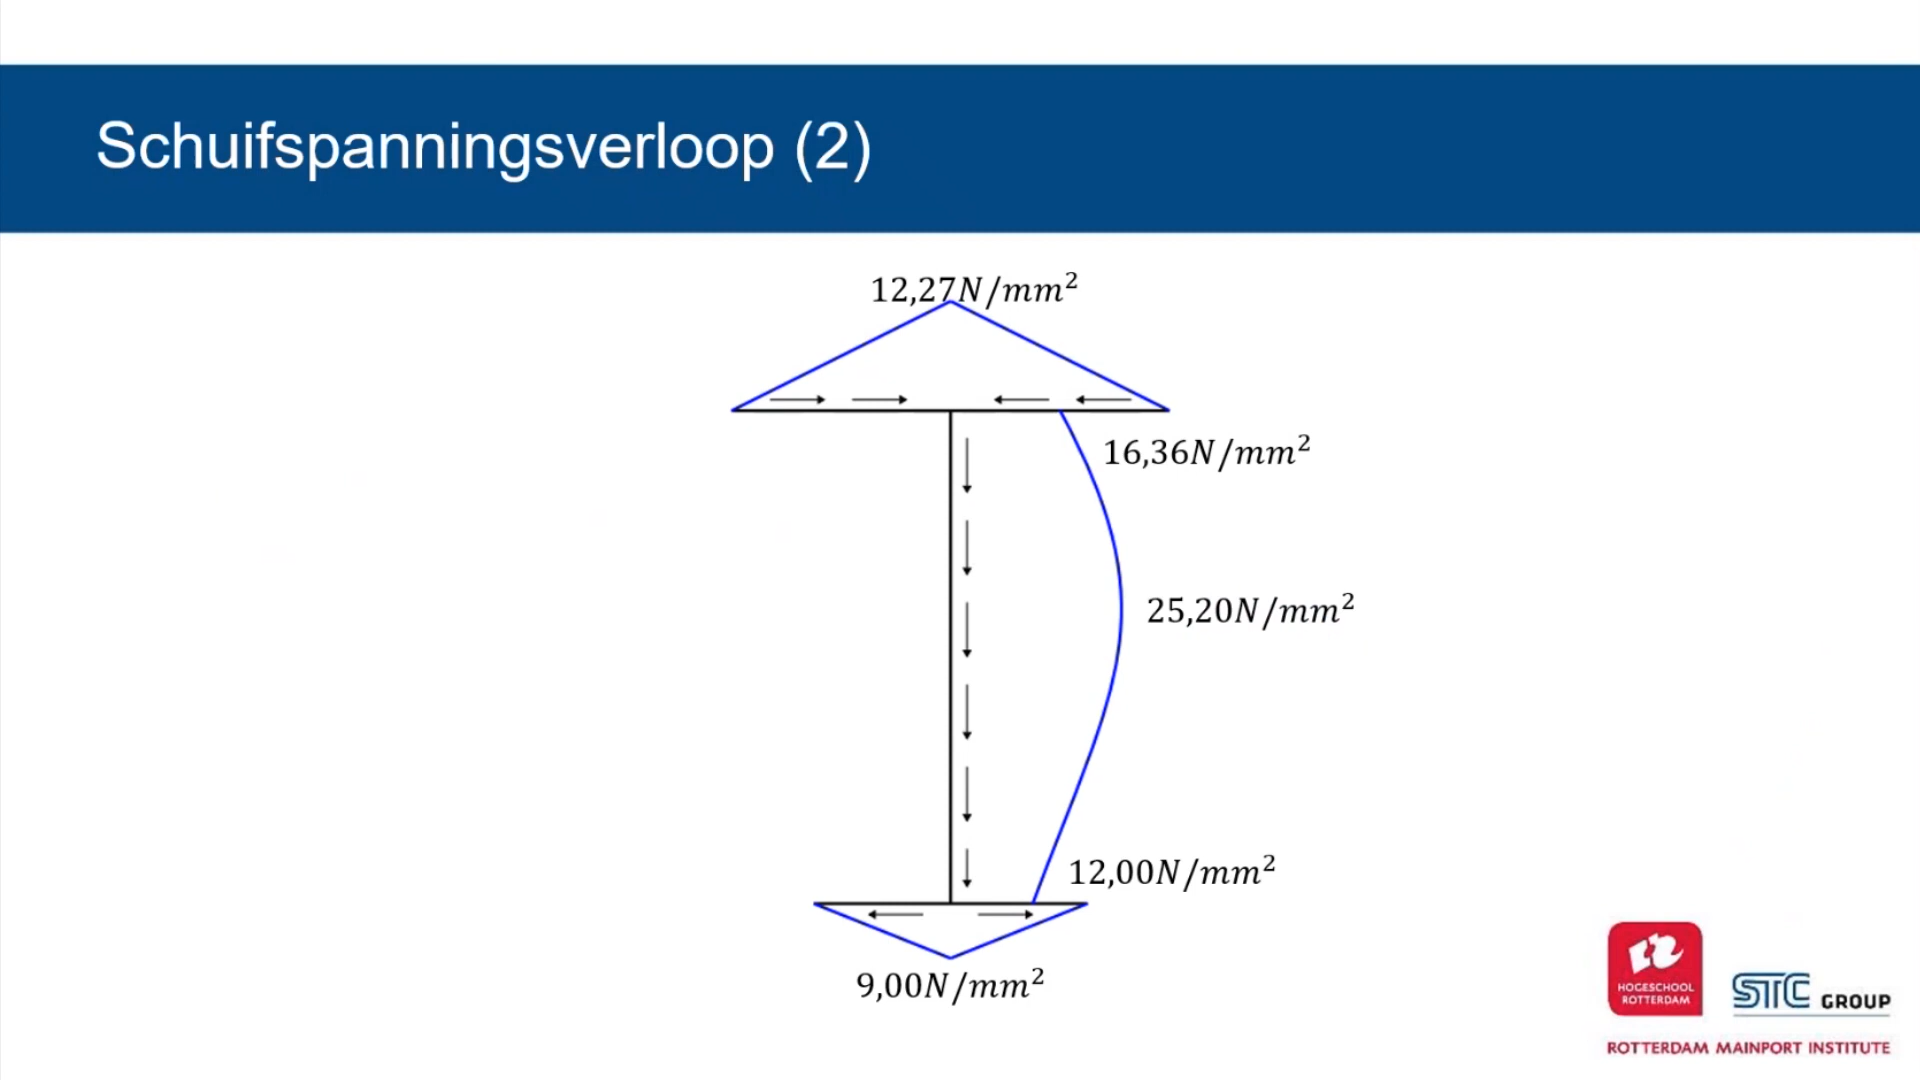 Schuifspanningsverloop (2)
12,27N/mm²
16,36N/mm²
25,20N/mm²
12,00N/mm²
9,00N/mm²
HOGESCHOOL
ROTTERDAM
STC GROUP
ROTTERDAM MAINPORT INSTITUTE